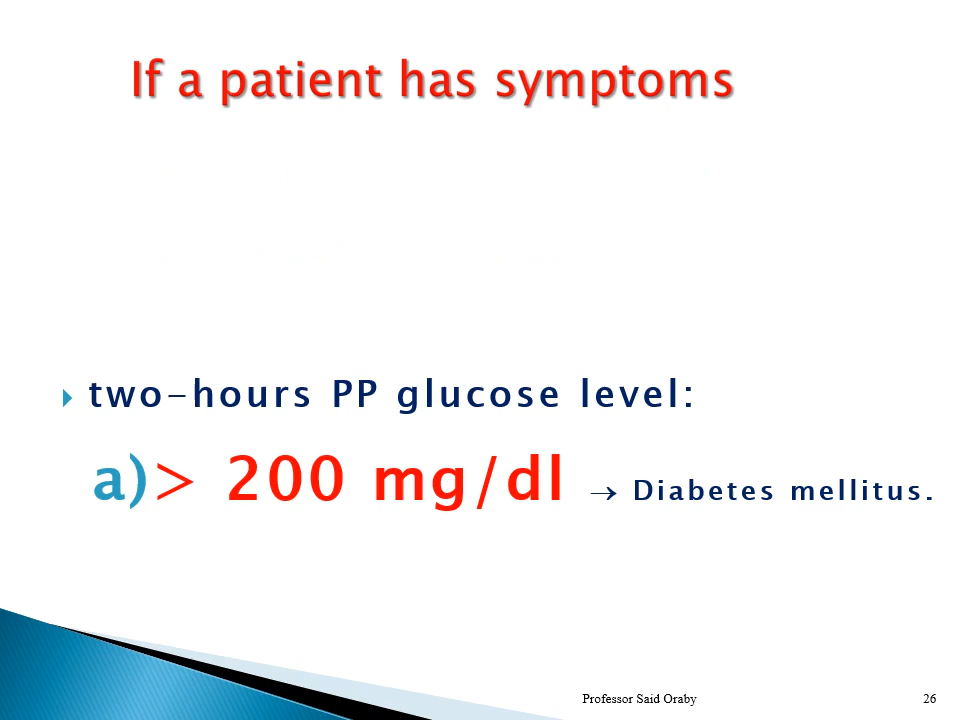 If a patient has symptoms
two-hours PP glucose level:
a)> 200 mg/dl → Diabetes mellitus.
Professor Said Oraby 26